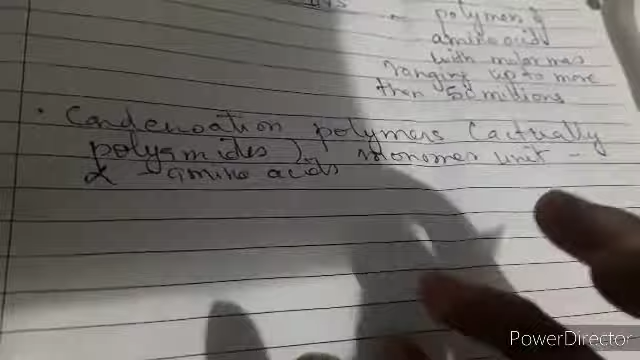 polymers of
amino acids
with molar mass
ranging up to more
than 50 millions
• Condensation polymers (actually
polyamides). Monomer unit -
α - amino acids
PowerDirector